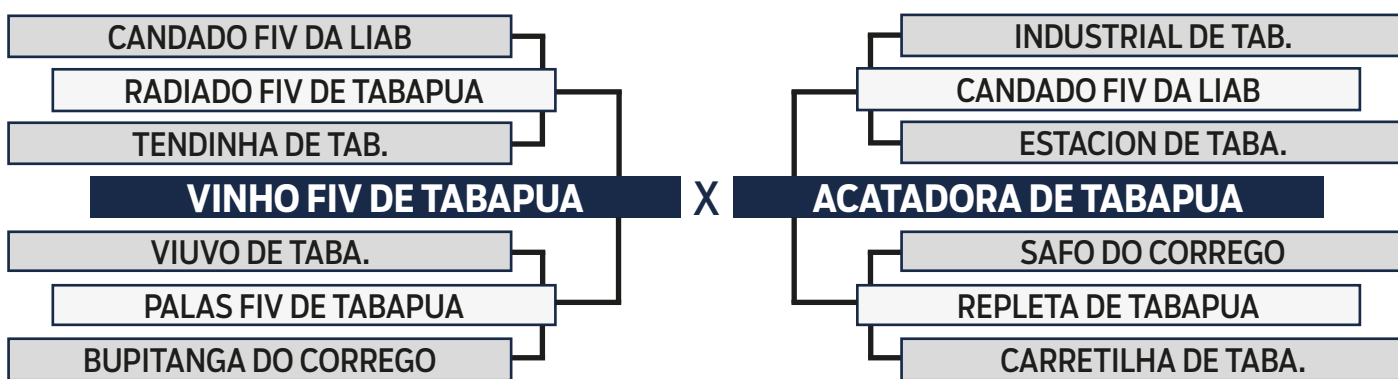 CANDADO FIV DA LIAB
RADIADO FIV DE TABAPUA
TENDINHA DE TAB.
VINHO FIV DE TABAPUA
VIUVO DE TABA.
PALAS FIV DE TABAPUA
BUPITANGA DO CORREGO
X
INDUSTRIAL DE TAB.
CANDADO FIV DA LIAB
ESTACION DE TABA.
ACATADORA DE TABAPUA
SAFO DO CORREGO
REPLETA DE TABAPUA
CARRETILHA DE TABA.